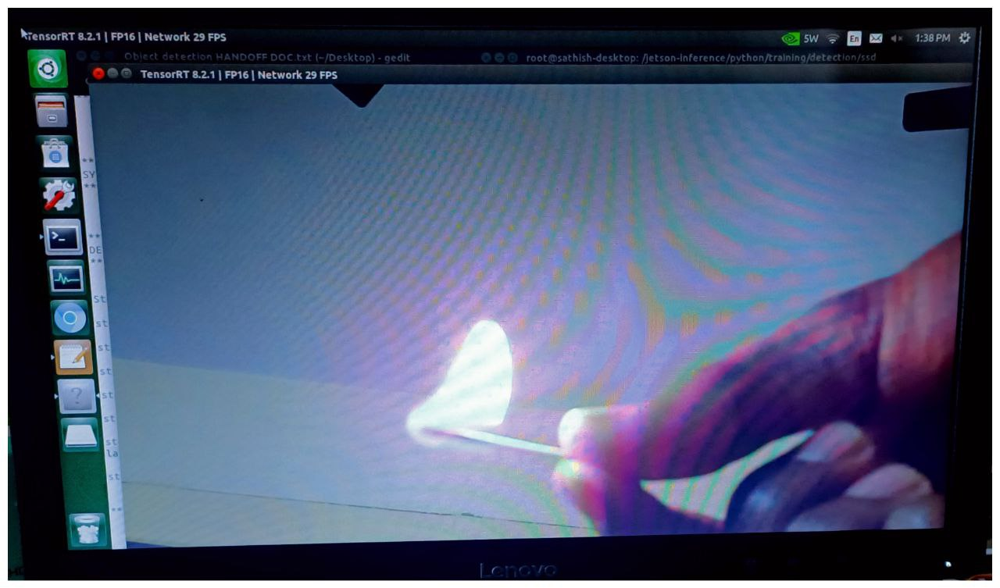 TensorRT 8.2.1 | FP16 | Network 29 FPS
5W
En
1:38 PM
Object detection HANDOFF DOC.txt (~/Desktop) - gedit
root@sathish-desktop: /jetson-inference/python/training/detection/ssd
TensorRT 8.2.1 | FP16 | Network 29 FPS
**
SY
**
**
DE
**
St
st
st
st
st
st
st
la
st
**
Lenovo